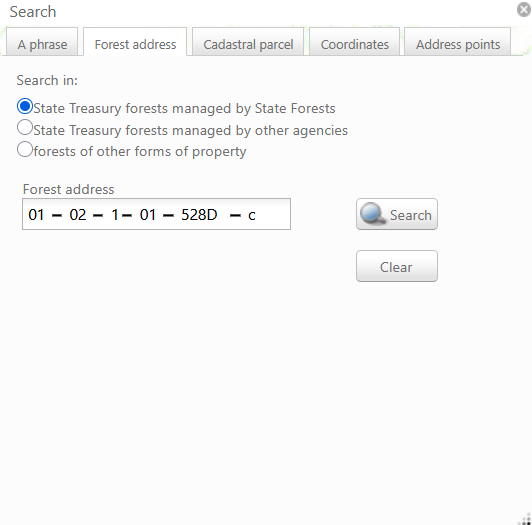 Search
A phrase Forest address Cadastral parcel Coordinates Address points
Search in:
State Treasury forests managed by State Forests
State Treasury forests managed by other agencies
forests of other forms of property
Forest address
01 – 02 – 1 – 01 – 528D – c Search
Clear